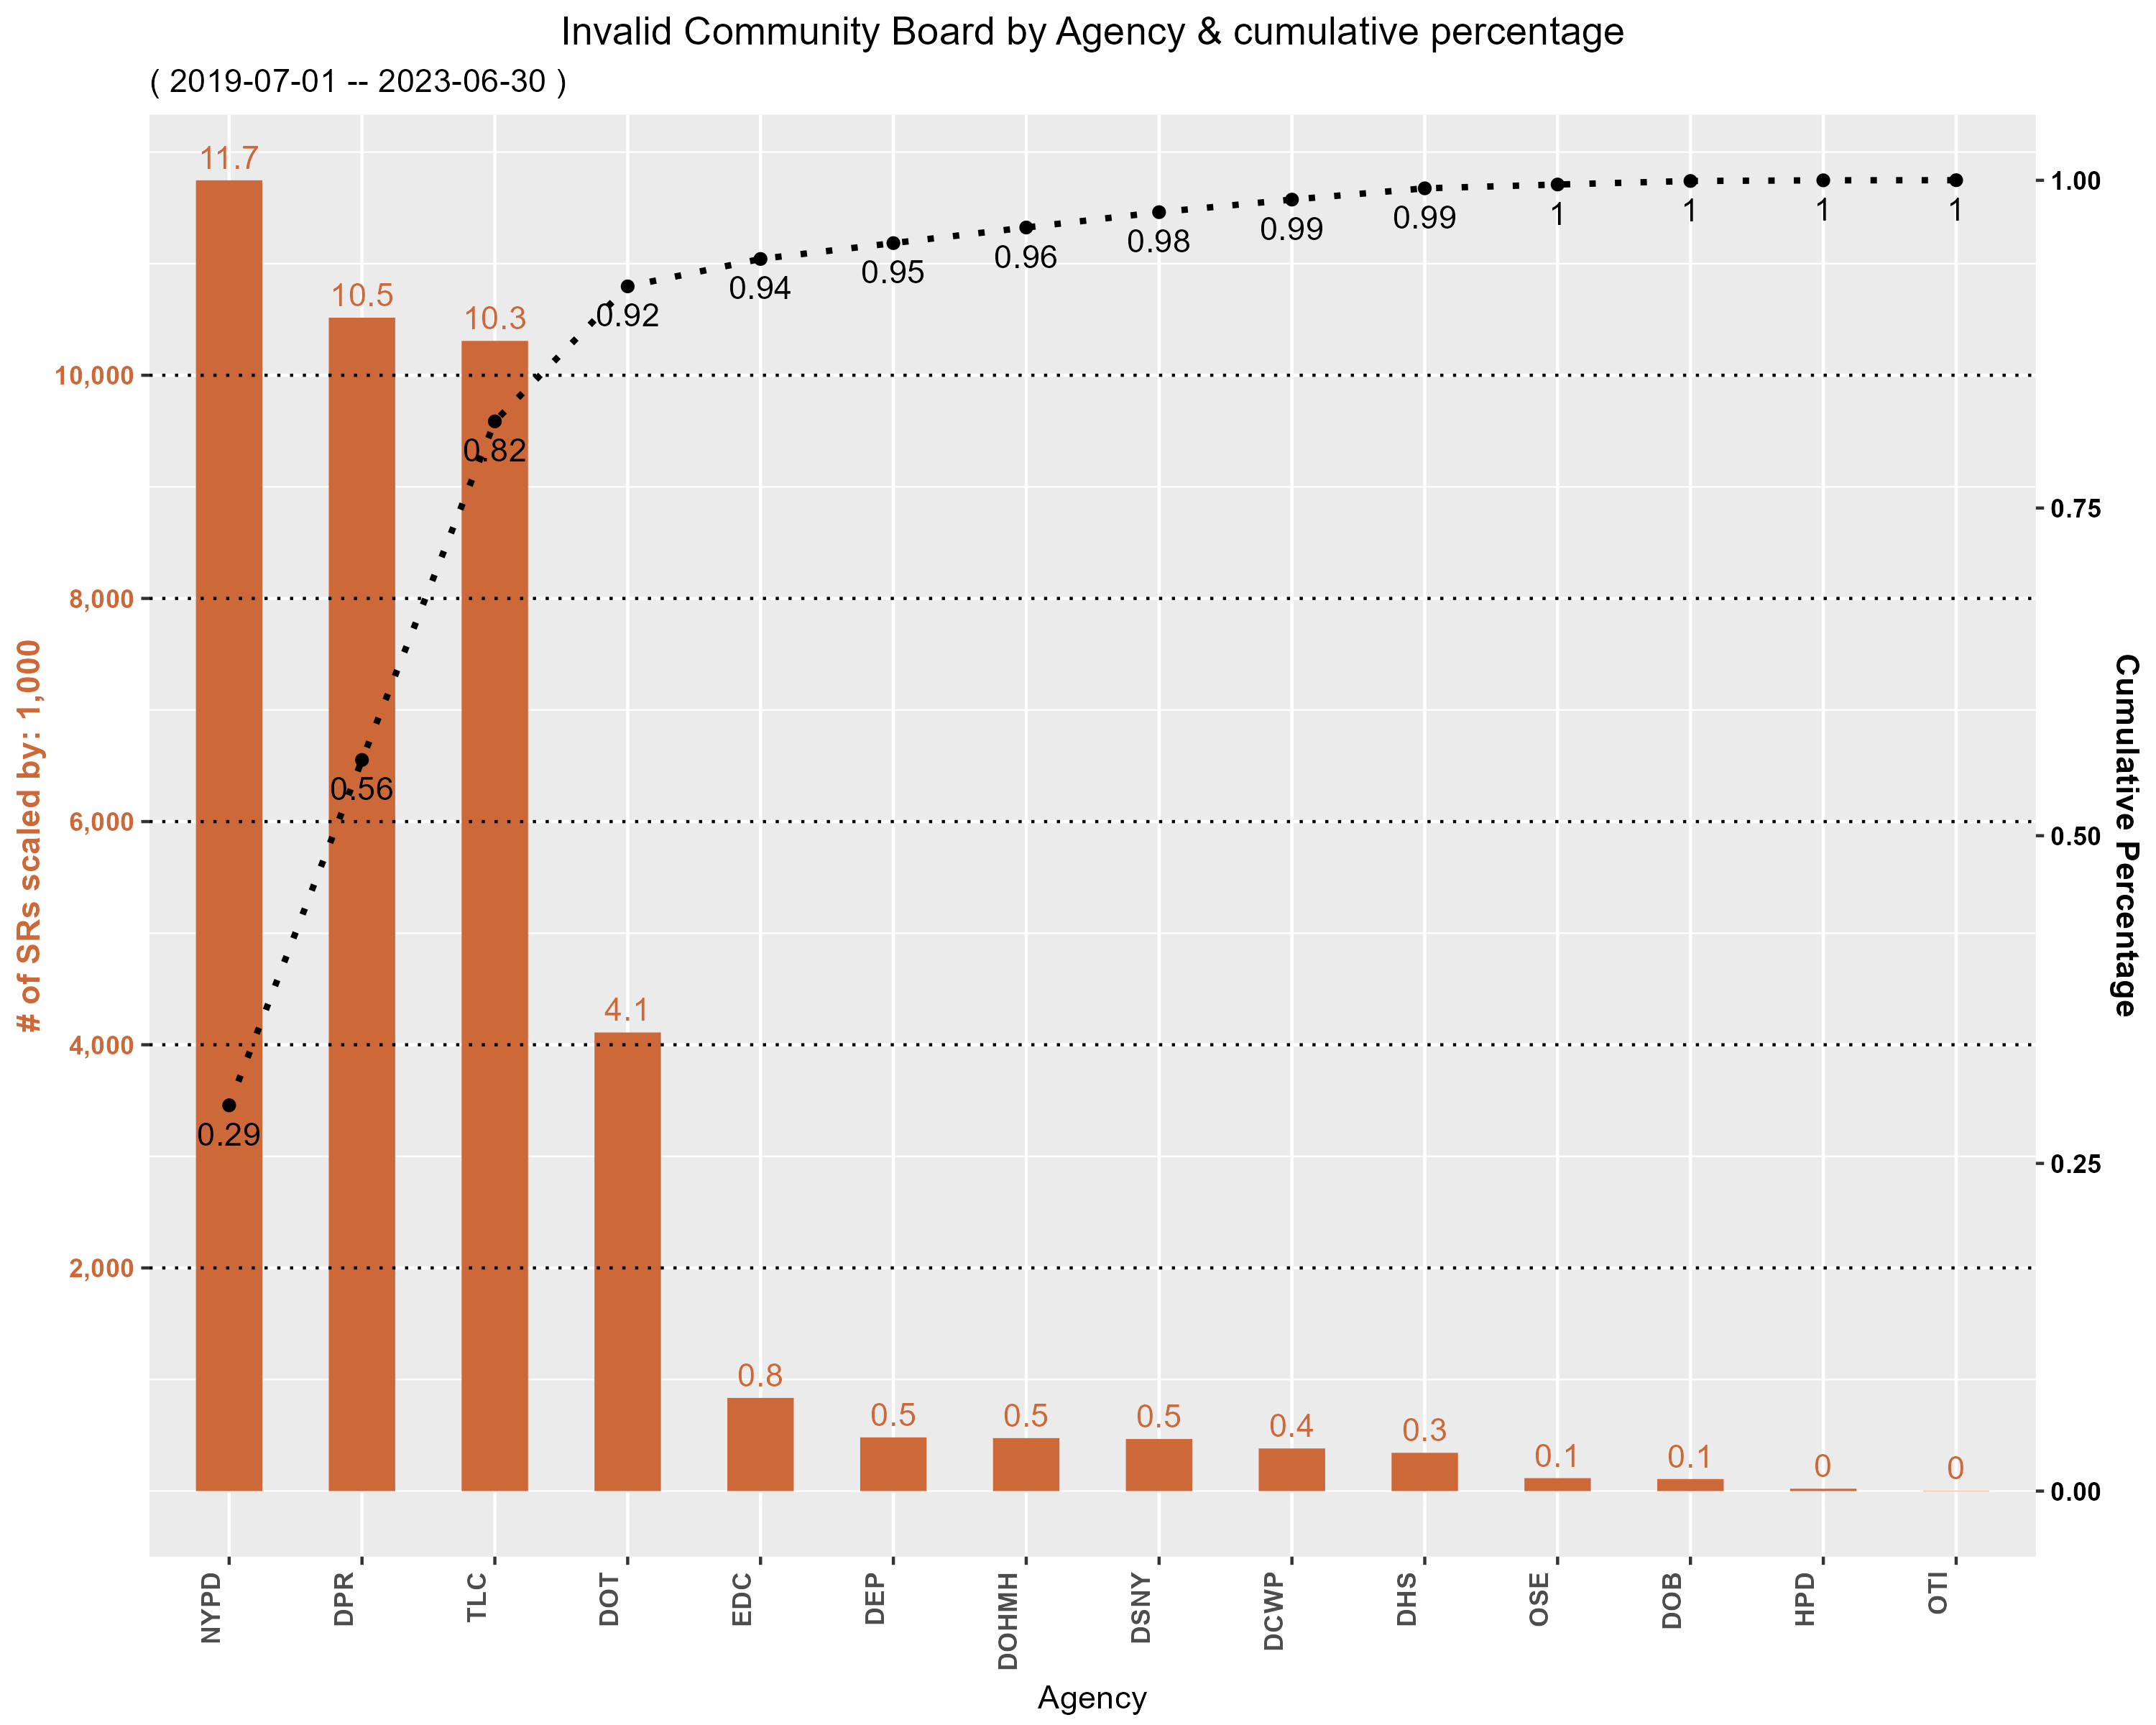 Invalid Community Board by Agency & cumulative percentage
( 2019-07-01 -- 2023-06-30 )
# of SRs scaled by: 1,000
10,000
8,000
6,000
4,000
2,000
11.7
10.5
10.3
4.1
0.8
0.5
0.5
0.5
0.4
0.3
0.1
0.1
0
0
0.29
0.56
0.82
0.92
0.94
0.95
0.96
0.98
0.99
0.99
1
1
1
1
1.00
0.75
0.50
0.25
0.00
Cumulative Percentage
NYPD
DPR
TLC
DOT
EDC
DEP
DOHMH
DSNY
DCWP
DHS
OSE
DOB
HPD
OTI
Agency